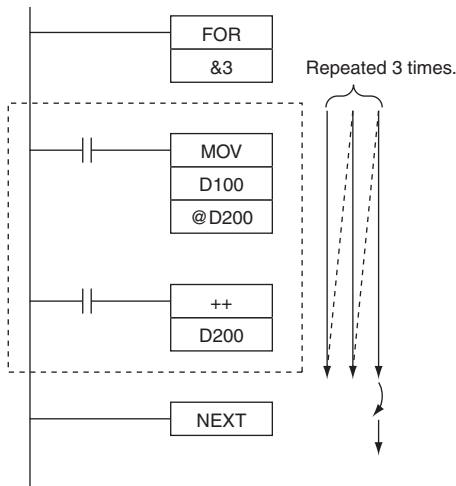 FOR
&3
Repeated 3 times.
MOV
D100
@D200
++
D200
NEXT